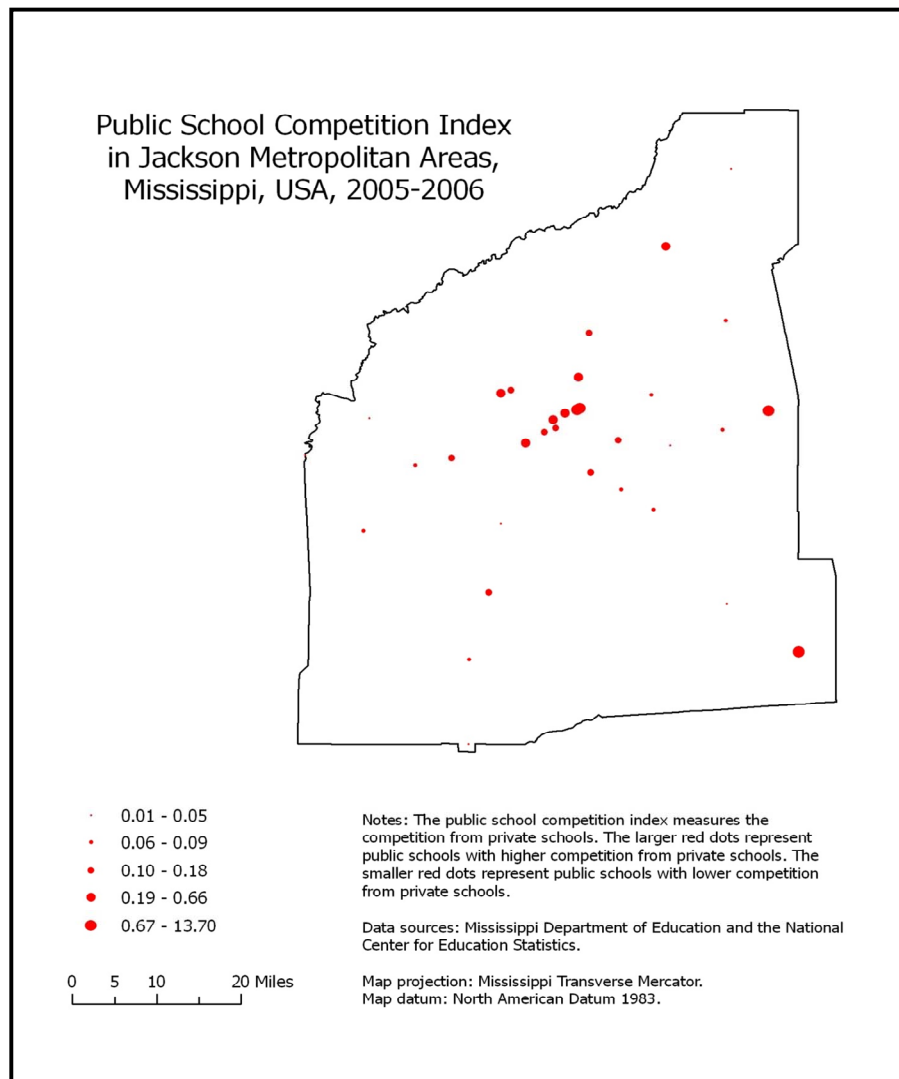 Public School Competition Index
in Jackson Metropolitan Areas,
Mississippi, USA, 2005-2006
0.01 - 0.05
0.06 - 0.09
0.10 - 0.18
0.19 - 0.66
0.67 - 13.70
0 5 10 20 Miles
Notes: The public school competition index measures the
competition from private schools. The larger red dots represent
public schools with higher competition from private schools. The
smaller red dots represent public schools with lower competition
from private schools.
Data sources: Mississippi Department of Education and the National
Center for Education Statistics.
Map projection: Mississippi Transverse Mercator.
Map datum: North American Datum 1983.